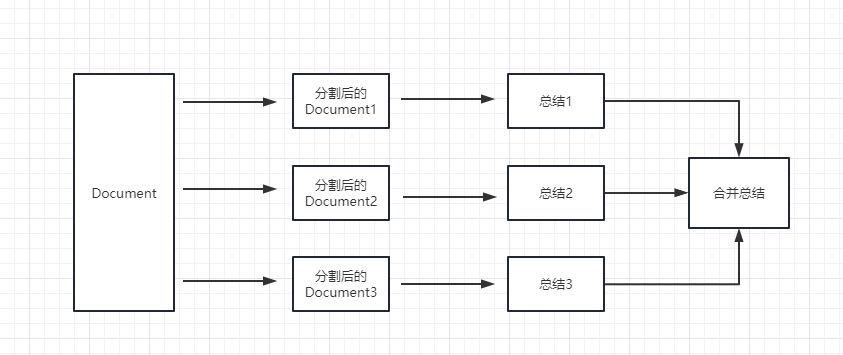 Document
分割后的
Document1
总结1
分割后的
Document2
总结2
合并总结
分割后的
Document3
总结3